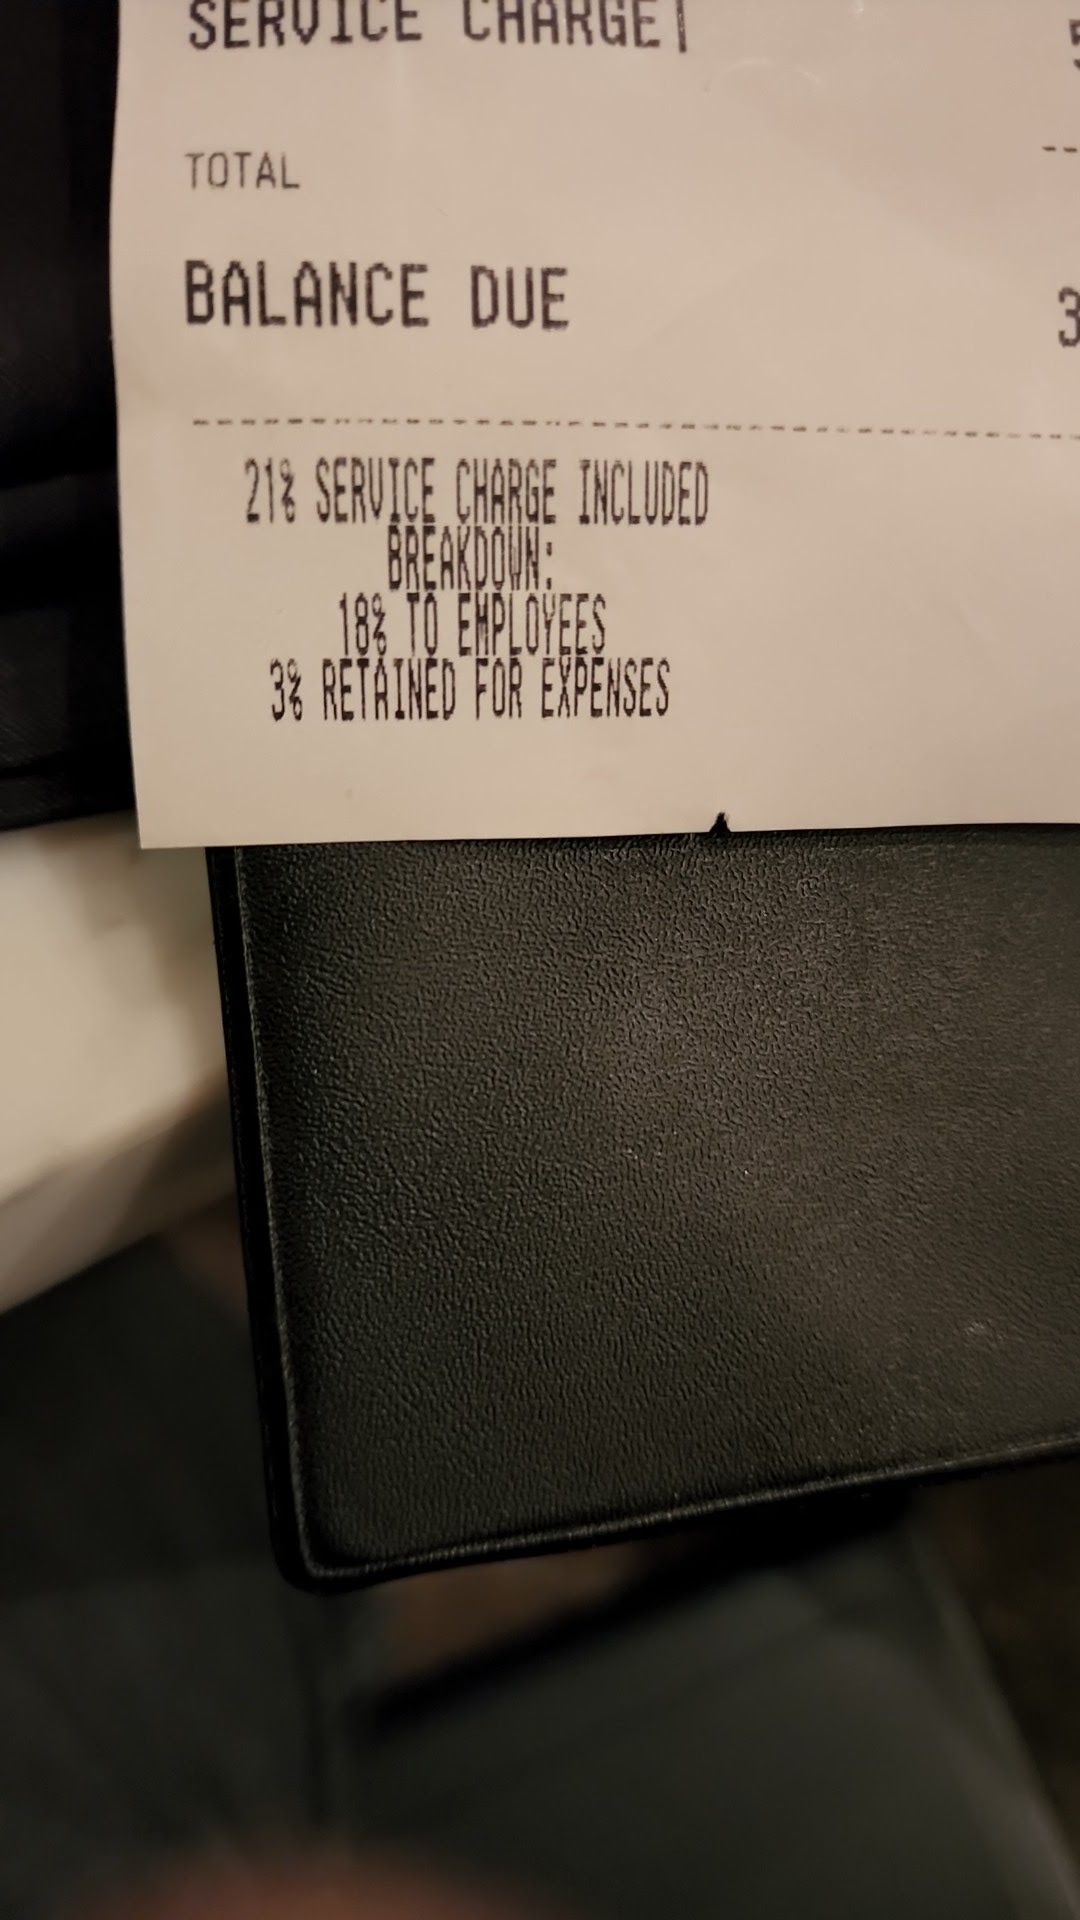 SERVICE CHARGE
TOTAL
BALANCE DUE
21% SERVICE CHARGE INCLUDED
BREAKDOWN:
18% TO EMPLOYEES
3% RETAINED FOR EXPENSES